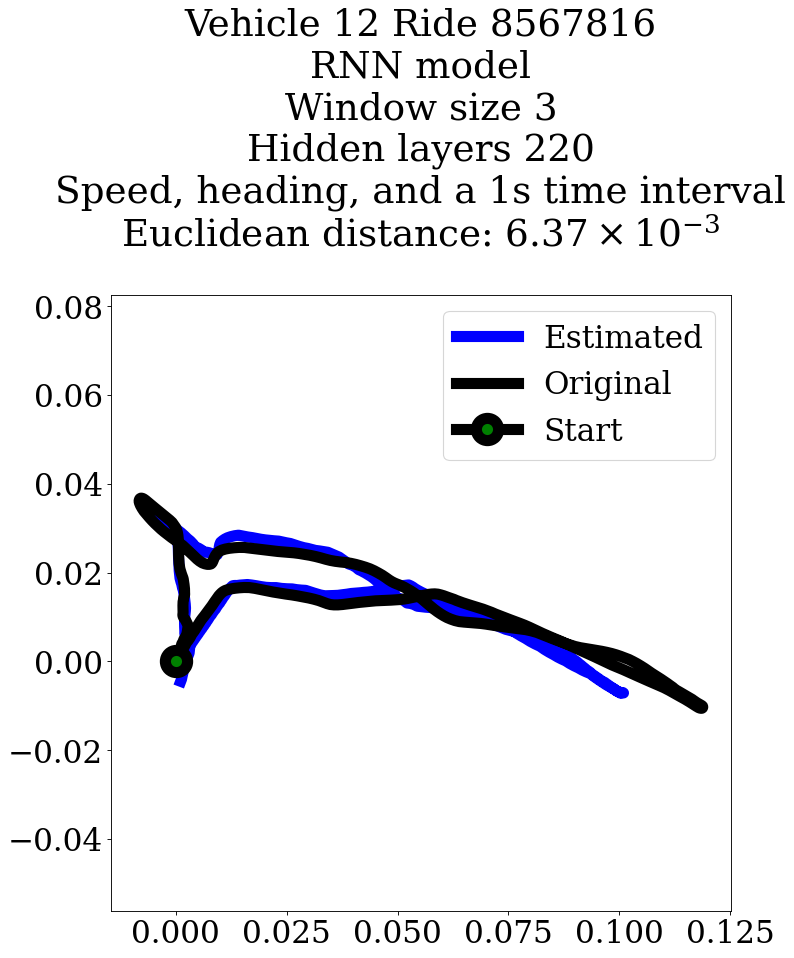 Vehicle 12 Ride 8567816
RNN model
Window size 3
Hidden layers 220
Speed, heading, and a 1s time interval
Euclidean distance: 6.37 × 10⁻³
0.08
0.06
0.04
0.02
0.00
−0.02
−0.04
Estimated
Original
Start
0.000 0.025 0.050 0.075 0.100 0.125